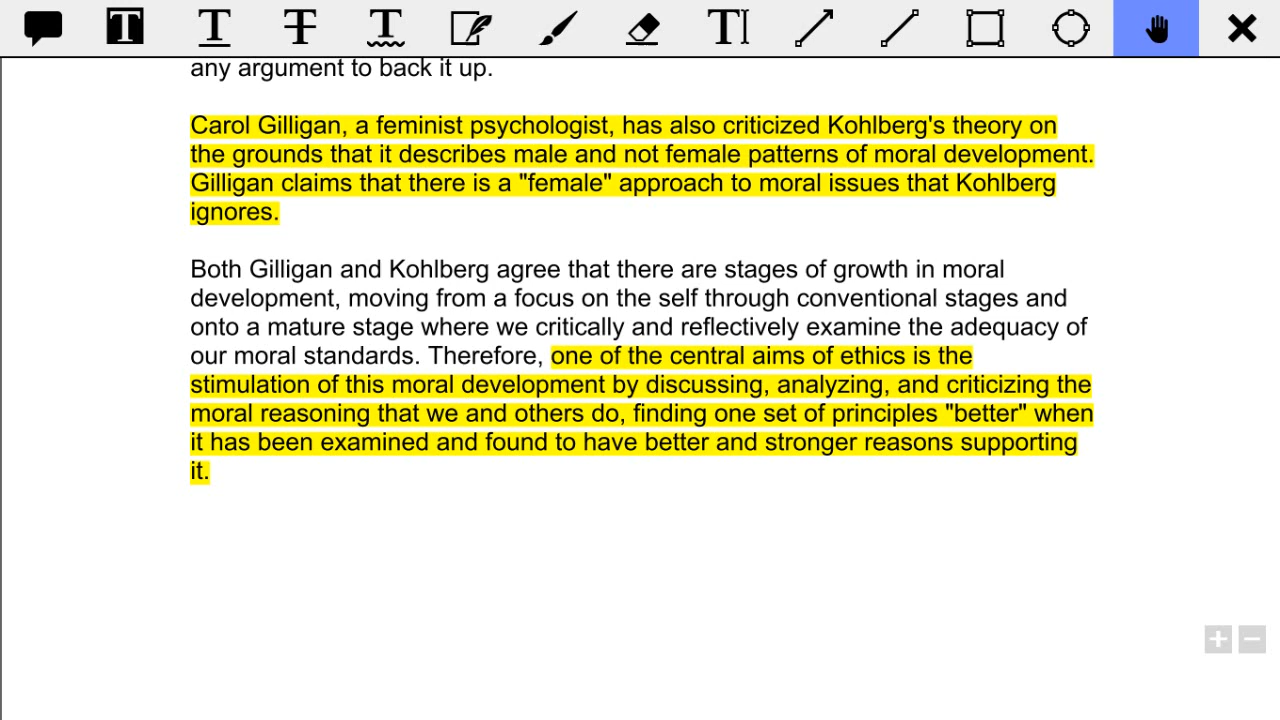 any argument to back it up.
Carol Gilligan, a feminist psychologist, has also criticized Kohlberg's theory on
the grounds that it describes male and not female patterns of moral development.
Gilligan claims that there is a "female" approach to moral issues that Kohlberg
ignores.
Both Gilligan and Kohlberg agree that there are stages of growth in moral
development, moving from a focus on the self through conventional stages and
onto a mature stage where we critically and reflectively examine the adequacy of
our moral standards. Therefore, one of the central aims of ethics is the
stimulation of this moral development by discussing, analyzing, and criticizing the
moral reasoning that we and others do, finding one set of principles "better" when
it has been examined and found to have better and stronger reasons supporting
it.